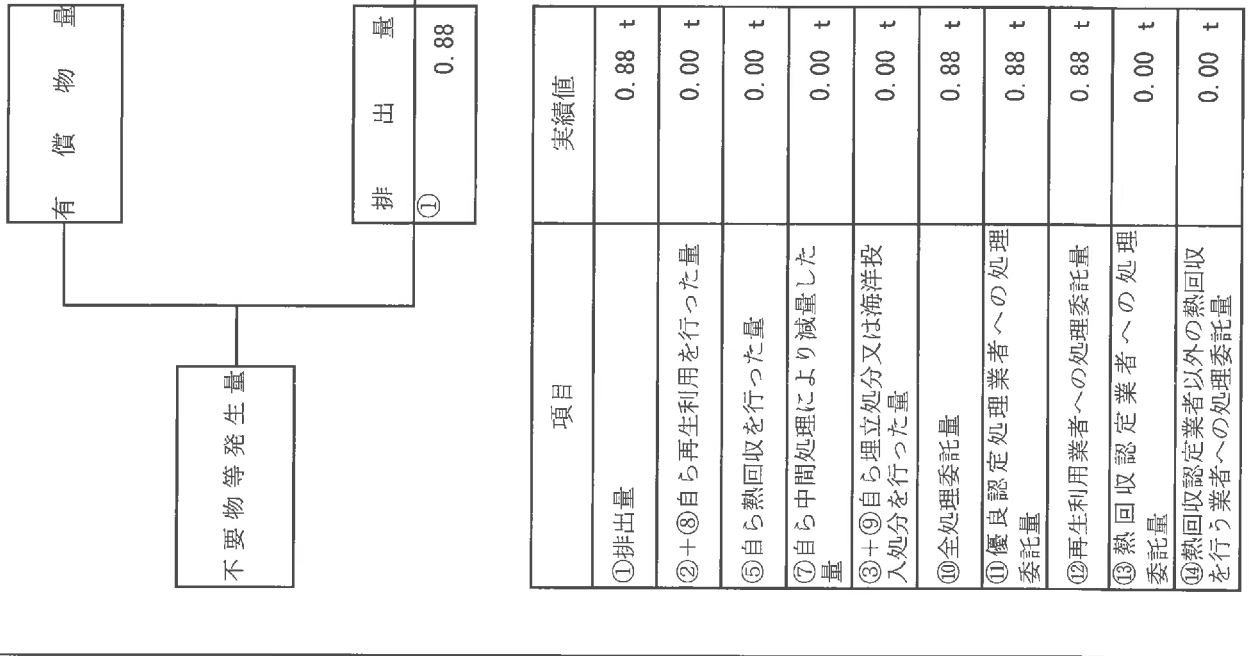 有償物量
不要物等発生量
排出量
① 0.88
項目 実績値
①排出量 0.88 t
②+⑧自ら再生利用を行った量 0.00 t
⑤自ら熱回収を行った量 0.00 t
⑦自ら中間処理により減量した
量 0.00 t
③+⑨自ら埋立処分又は海洋投
入処分を行った量 0.00 t
⑩全処理委託量 0.88 t
⑪優良認定処理業者への処理
委託量 0.88 t
⑫再生利用業者への処理委託量 0.88 t
⑬熱回収認定業者への処理
委託量 0.00 t
⑭熱回収認定業者以外の熱回収
を行う業者への処理委託量 0.00 t